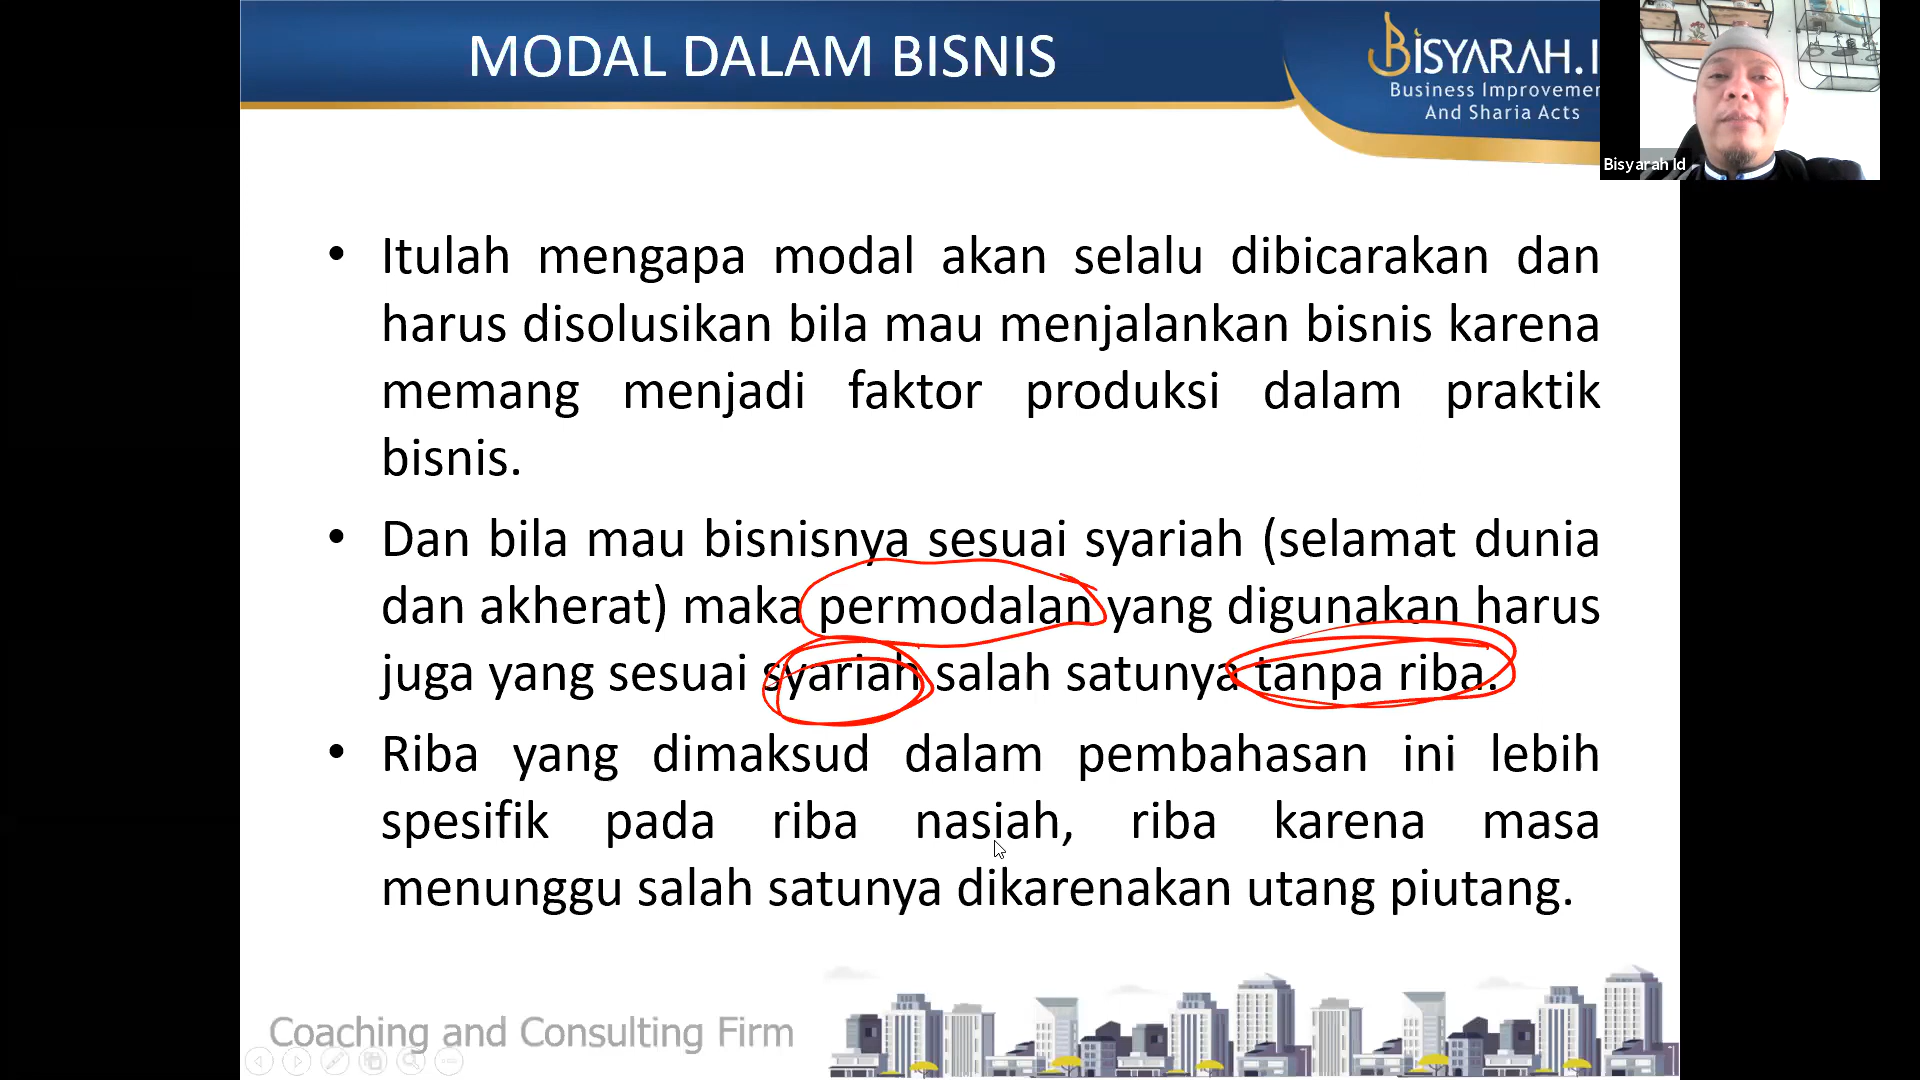 MODAL DALAM BISNIS
BISYARAH.I
Business Improvemen
And Sharia Acts
Bisyarah Id
• Itulah mengapa modal akan selalu dibicarakan dan
harus disolusikan bila mau menjalankan bisnis karena
memang menjadi faktor produksi dalam praktik
bisnis.
• Dan bila mau bisnisnya sesuai syariah (selamat dunia
dan akherat) maka permodalan yang digunakan harus
juga yang sesuai syariah salah satunya tanpa riba.
• Riba yang dimaksud dalam pembahasan ini lebih
spesifik pada riba nasiah, riba karena masa
menunggu salah satunya dikarenakan utang piutang.
Coaching and Consulting Firm